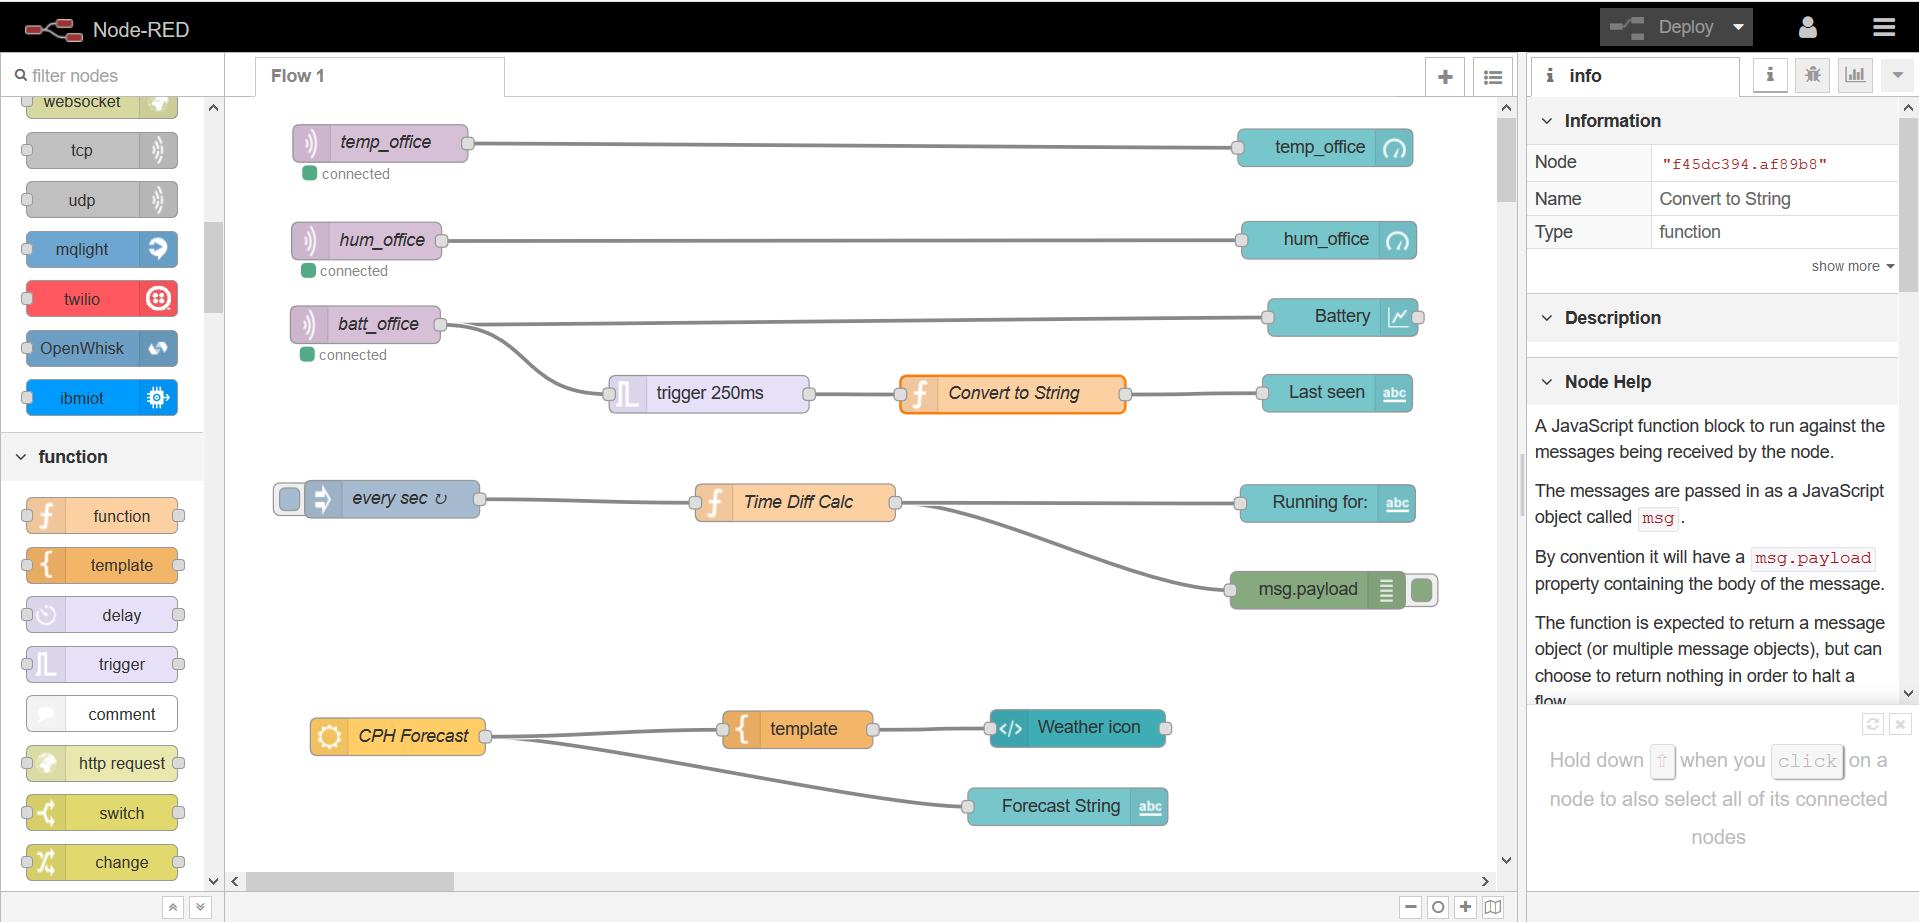 Node-RED
Deploy
filter nodes
websocket
tcp
udp
mqlight
twilio
OpenWhisk
ibmiot
function
function
template
delay
trigger
comment
http request
switch
change
Flow 1
temp_office
connected
temp_office
hum_office
connected
hum_office
batt_office
connected
Battery
trigger 250ms
Convert to String
Last seen
abc
every sec ↻
Time Diff Calc
Running for:
abc
msg.payload
CPH Forecast
template
Weather icon
Forecast String
abc
info
Information
Node "f45dc394.af89b8"
Name Convert to String
Type function
show more
Description
Node Help
A JavaScript function block to run against the
messages being received by the node.
The messages are passed in as a JavaScript
object called msg.
By convention it will have a msg.payload
property containing the body of the message.
The function is expected to return a message
object (or multiple message objects), but can
choose to return nothing in order to halt a
flow.
Hold down ⇧ when you click on a
node to also select all of its connected
nodes